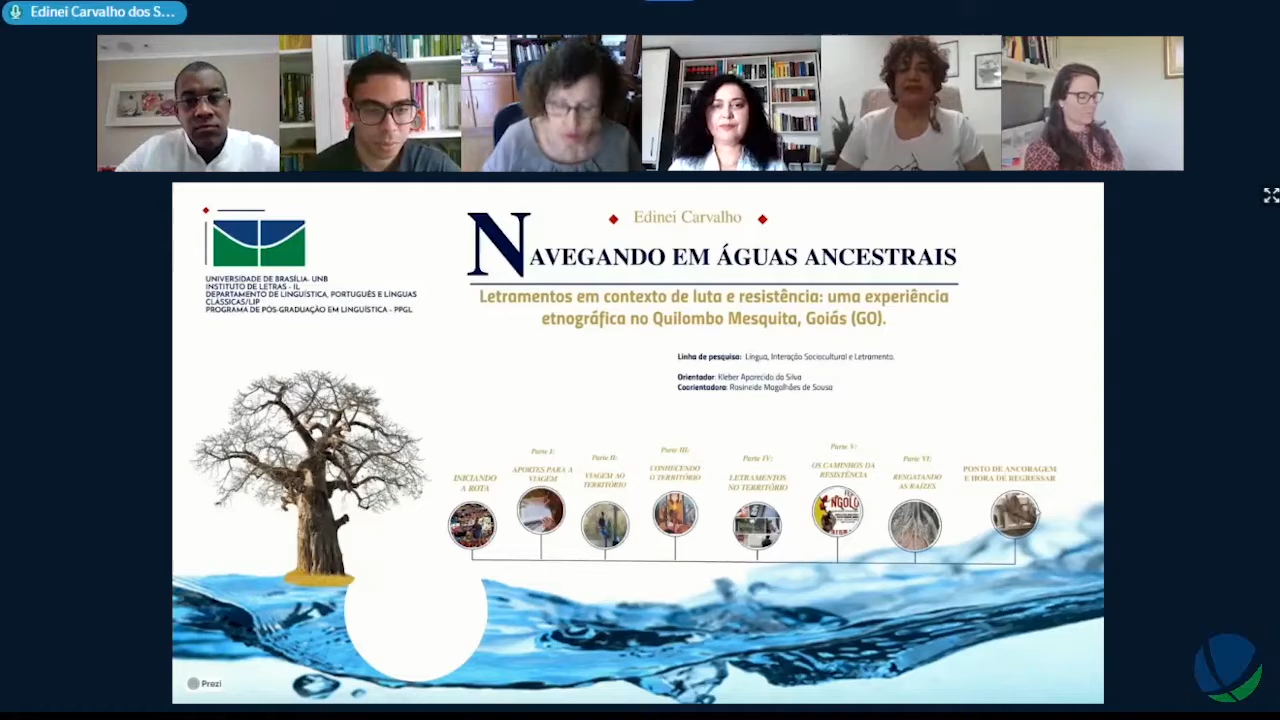 Edinei Carvalho dos S...
UNIVERSIDADE DE BRASÍLIA- UNB
INSTITUTO DE LETRAS - IL
DEPARTAMENTO DE LINGUÍSTICA, PORTUGUÊS E LÍNGUAS
CLÁSSICAS/LIP
PROGRAMA DE PÓS-GRADUAÇÃO EM LINGUÍSTICA - PPGL
Edinei Carvalho
NAVEGANDO EM ÁGUAS ANCESTRAIS
Letramentos em contexto de luta e resistência: uma experiência
etnográfica no Quilombo Mesquita, Goiás (GO).
Linha de pesquisa: Língua, Interação Sociocultural e Letramento.
Orientador: Kleber Aparecido da Silva
Coorientadora: Rosineide Magalhães de Sousa
INICIANDO
A ROTA
Parte I:
APORTES PARA A
VIAGEM
Parte II:
VIAGEM AO
TERRITÓRIO
Parte III:
CONHECENDO
O TERRITÓRIO
Parte IV:
LETRAMENTOS
NO TERRITÓRIO
Parte V:
OS CAMINHOS DA
RESISTÊNCIA
NGOLO
Parte VI:
RESGATANDO
AS RAÍZES
PONTO DE ANCORAGEM
E HORA DE REGRESSAR
Prezi